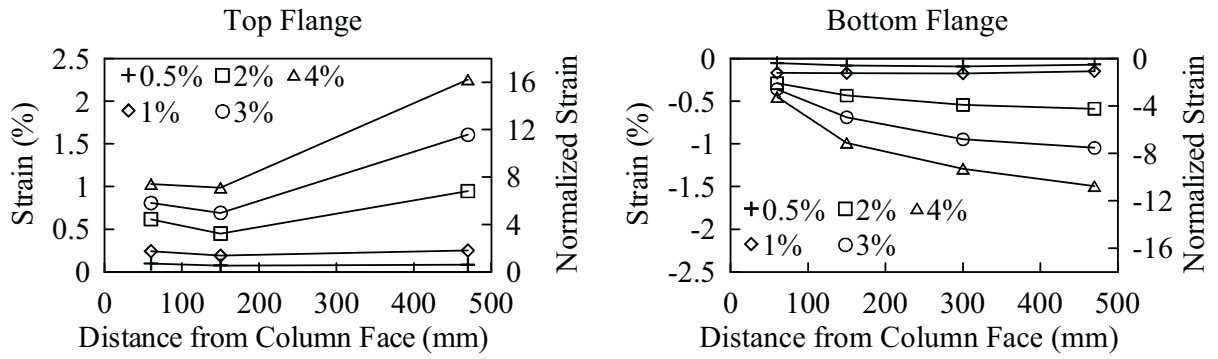 Top Flange
2.5
2
1.5
1
0.5
0
Strain (%)
0.5% 2% 4%
1% 3%
16
12
8
4
0
Normalized Strain
0 100 200 300 400 500
Distance from Column Face (mm)
Bottom Flange
-0
-0.5
-1
-1.5
-2
-2.5
Strain (%)
0.5% 2% 4%
1% 3%
0
-4
-8
-12
-16
Normalized Strain
0 100 200 300 400 500
Distance from Column Face (mm)